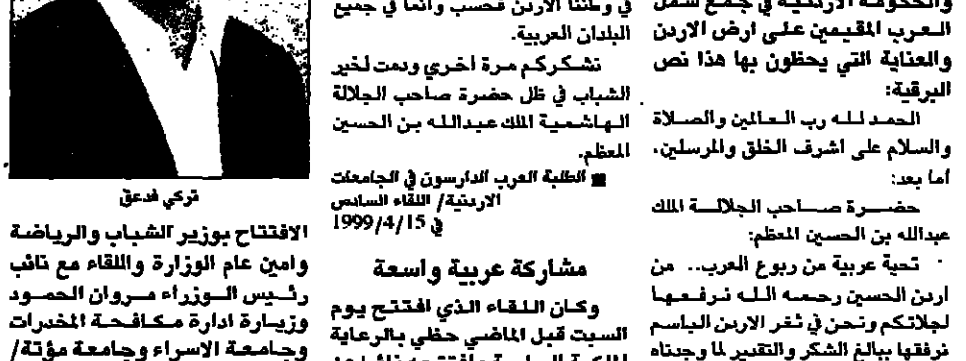 والحكومة الاردنية في جمع شمل
العرب المقيمين على ارض الاردن
والعناية التي يحظون بها هذا نص
البرقية:
الحمد لله رب العالمين والصلاة
والسلام على اشرف الخلق والمرسلين،
أما بعد:
حضرة صاحب الجلالة الملك
عبدالله بن الحسين المعظم:
تحية عربية من ربوع العرب.. من
اردن الحسين رحمه الله نرفعها
لجلالتكم ونحن في ثغر الاردن الباسم
نرفقها ببالغ الشكر والتقدير لما وجدناه
في وطننا الاردن فحسب وانما في جميع
البلدان العربية.
نشكركم مرة اخرى ودمت لخير
الشباب في ظل حضرة صاحب الجلالة
الهاشمية الملك عبدالله بن الحسين
المعظم.
■ الطلبة العرب الدارسون في الجامعات
الاردنية/ اللقاء السادس
في 1999/4/15
مشاركة عربية واسعة
وكان اللقاء الذي افتتح يوم
السبت قبل الماضي حظي بالرعاية
تركي فدعق
الافتتاح بوزير الشباب والرياضة
وامين عام الوزارة واللقاء مع نائب
رئيس الوزراء مروان الحمود
وزيارة ادارة مكافحة المخدرات
وجامعة الاسراء وجامعة مؤتة/